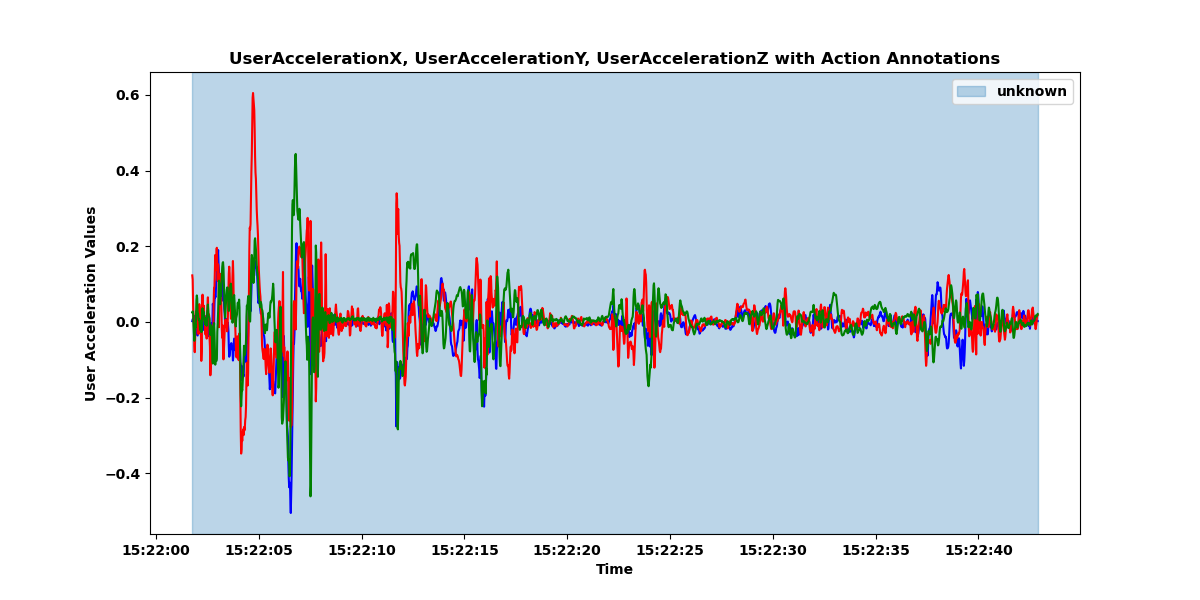 UserAccelerationX, UserAccelerationY, UserAccelerationZ with Action Annotations
unknown
User Acceleration Values
0.6
0.4
0.2
0.0
−0.2
−0.4
15:22:00 15:22:05 15:22:10 15:22:15 15:22:20 15:22:25 15:22:30 15:22:35 15:22:40
Time